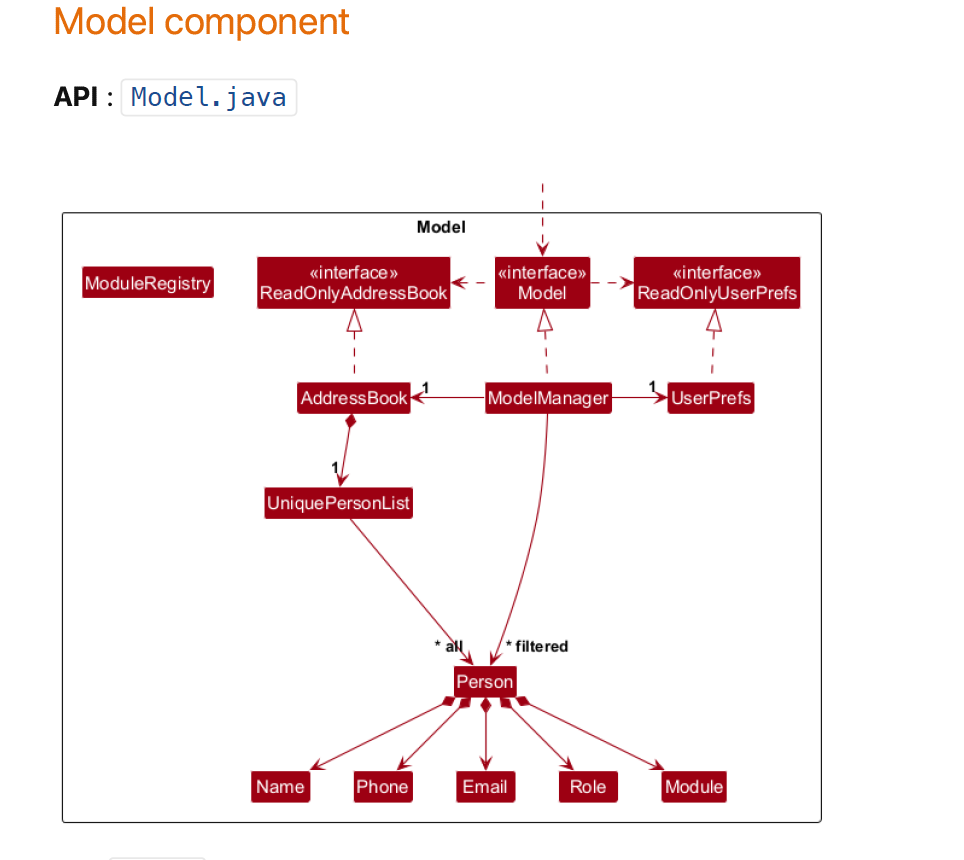 Model component
API : Model.java
Model
ModuleRegistry
«interface»
ReadOnlyAddressBook
«interface»
Model
«interface»
ReadOnlyUserPrefs
AddressBook
1
ModelManager
1
UserPrefs
1
UniquePersonList
* all
* filtered
Person
Name
Phone
Email
Role
Module